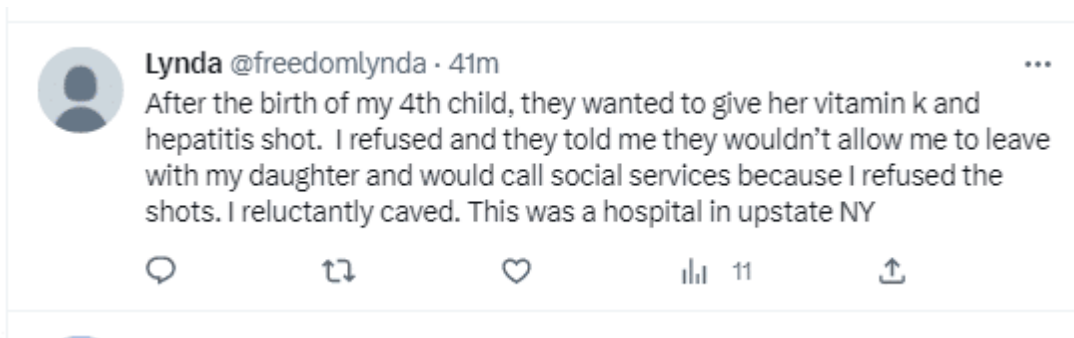 Lynda @freedomlynda · 41m
After the birth of my 4th child, they wanted to give her vitamin k and
hepatitis shot.  I refused and they told me they wouldn’t allow me to leave
with my daughter and would call social services because I refused the
shots. I reluctantly caved. This was a hospital in upstate NY
11